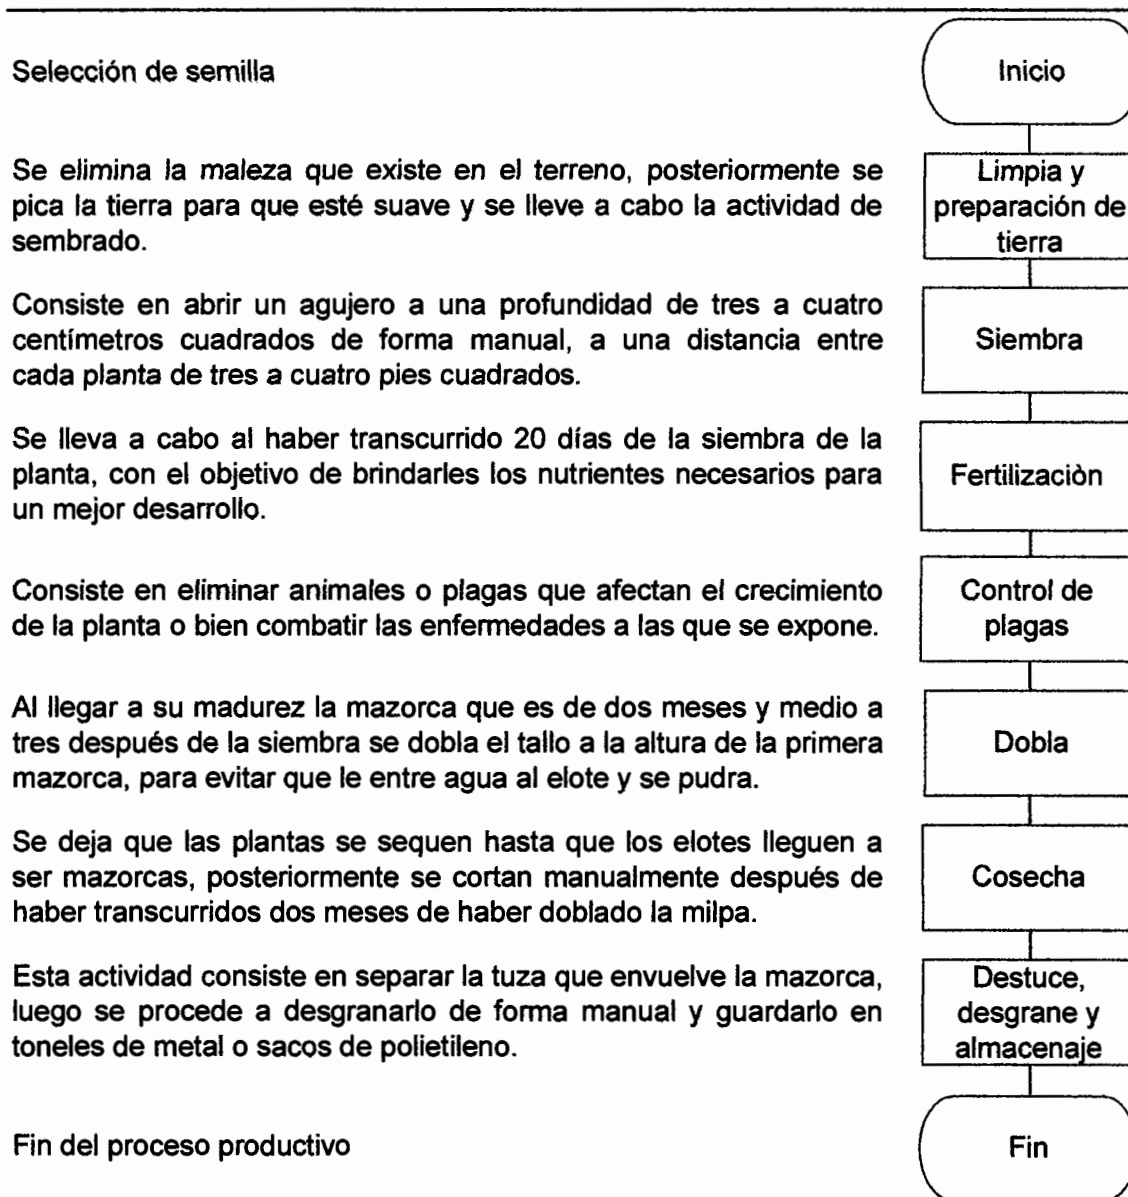 Selección de semilla
Inicio
Se elimina la maleza que existe en el terreno, posteriormente se
pica la tierra para que esté suave y se lleve a cabo la actividad de
sembrado.
Limpia y
preparación de
tierra
Consiste en abrir un agujero a una profundidad de tres a cuatro
centímetros cuadrados de forma manual, a una distancia entre
cada planta de tres a cuatro pies cuadrados.
Siembra
Se lleva a cabo al haber transcurrido 20 días de la siembra de la
planta, con el objetivo de brindarles los nutrientes necesarios para
un mejor desarrollo.
Fertilizaciòn
Consiste en eliminar animales o plagas que afectan el crecimiento
de la planta o bien combatir las enfermedades a las que se expone.
Control de
plagas
Al llegar a su madurez la mazorca que es de dos meses y medio a
tres después de la siembra se dobla el tallo a la altura de la primera
mazorca, para evitar que le entre agua al elote y se pudra.
Dobla
Se deja que las plantas se sequen hasta que los elotes lleguen a
ser mazorcas, posteriormente se cortan manualmente después de
haber transcurridos dos meses de haber doblado la milpa.
Cosecha
Esta actividad consiste en separar la tuza que envuelve la mazorca,
luego se procede a desgranarlo de forma manual y guardarlo en
toneles de metal o sacos de polietileno.
Destuce,
desgrane y
almacenaje
Fin del proceso productivo
Fin